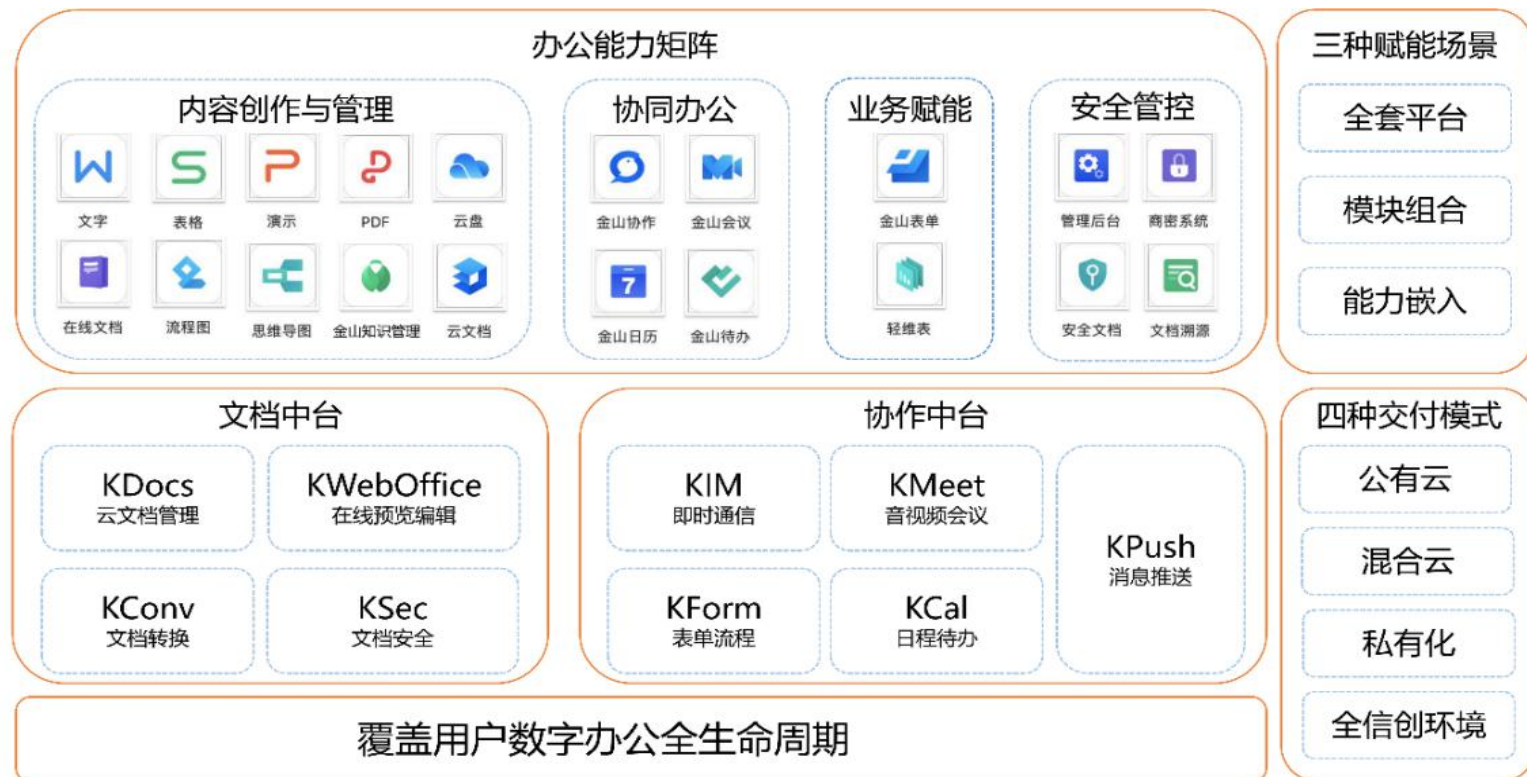 办公能力矩阵
内容创作与管理
文字 表格 演示 PDF 云盘
在线文档 流程图 思维导图 金山知识管理 云文档
协同办公
金山协作 金山会议
7
金山日历 金山待办
业务赋能
金山表单
轻维表
安全管控
管理后台 商密系统
安全文档 文档溯源
三种赋能场景
全套平台
模块组合
能力嵌入
文档中台
KDocs
云文档管理
KWebOffice
在线预览编辑
KConv
文档转换
KSec
文档安全
协作中台
KIM
即时通信
KMeet
音视频会议
KForm
表单流程
KCal
日程待办
KPush
消息推送
四种交付模式
公有云
混合云
私有化
全信创环境
覆盖用户数字办公全生命周期